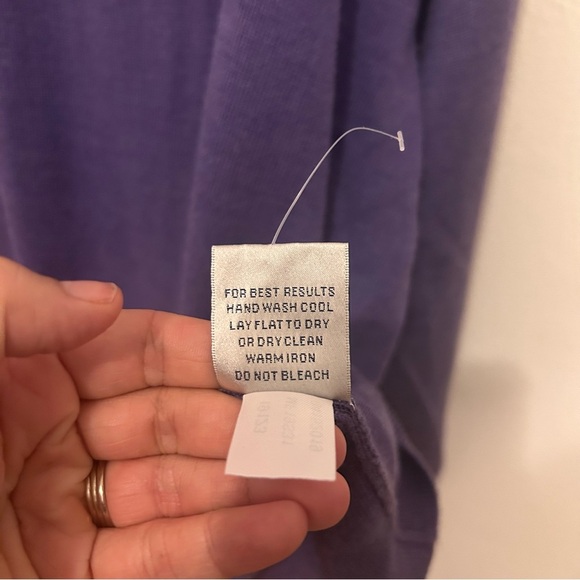 FOR BEST RESULTS
HAND WASH COOL
LAY FLAT TO DRY
OR DRY CLEAN
WARM IRON
DO NOT BLEACH